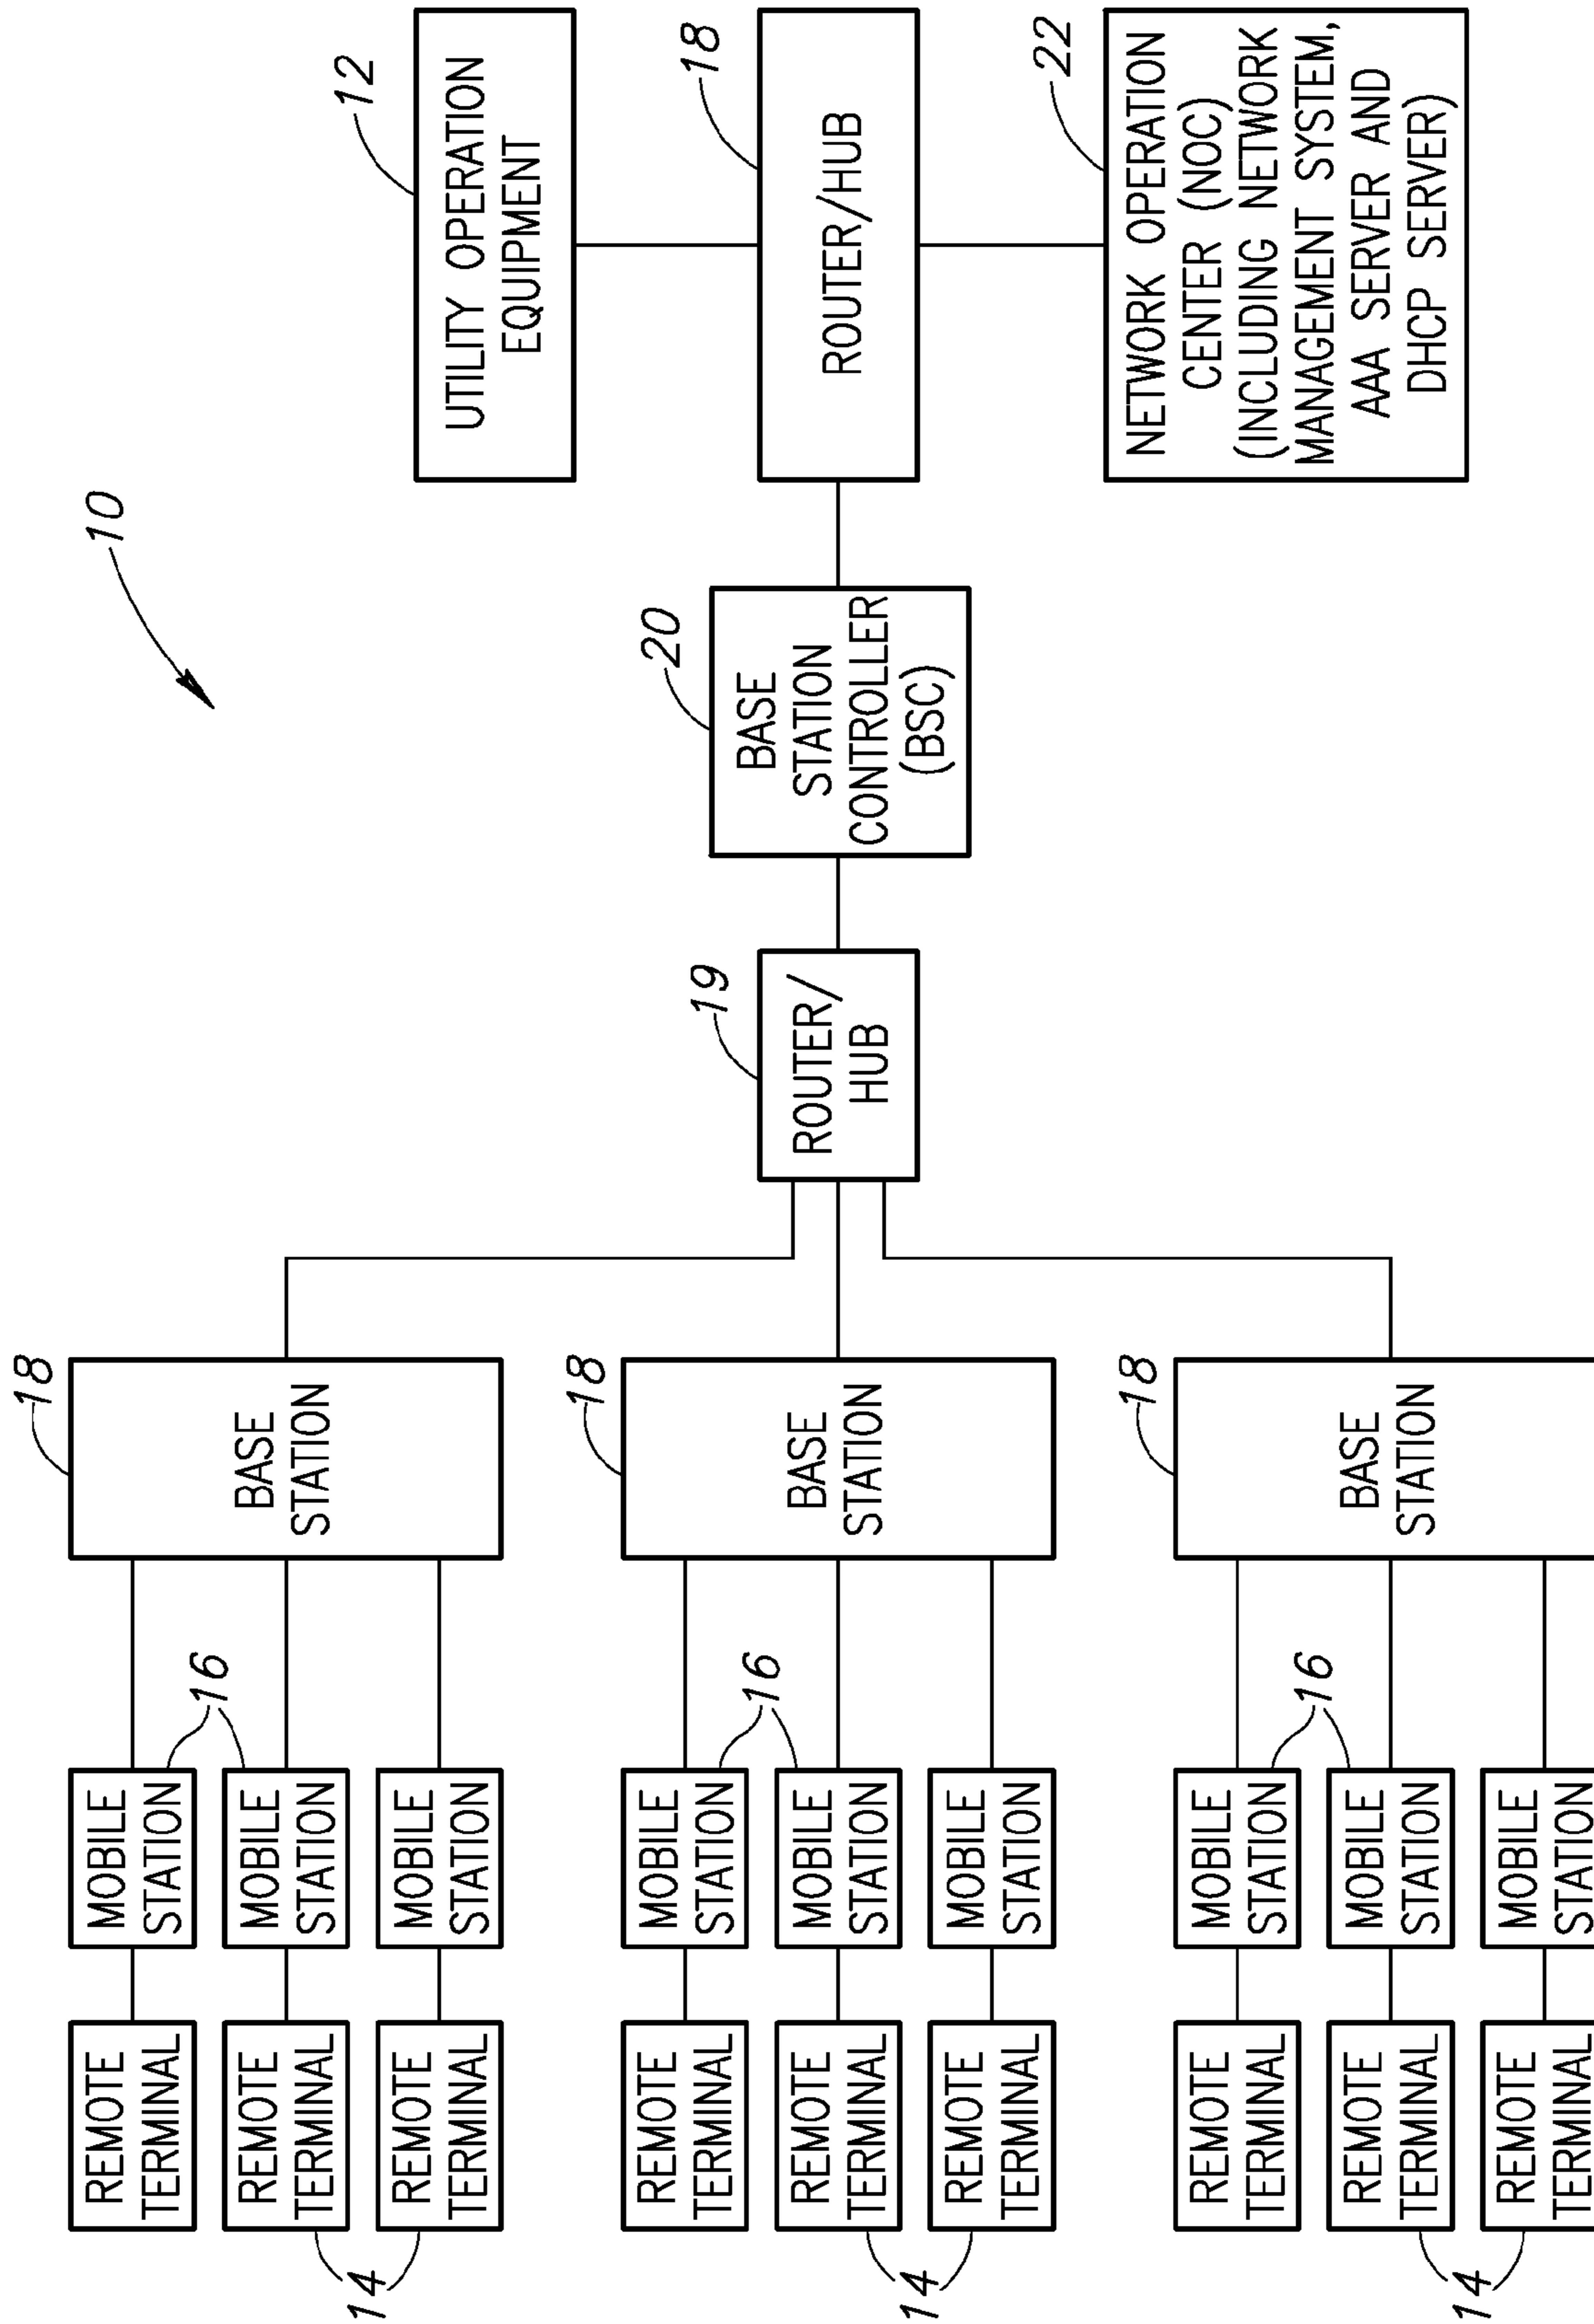 10
REMOTE
TERMINAL
MOBILE
STATION
REMOTE
TERMINAL
MOBILE
STATION
REMOTE
TERMINAL
MOBILE
STATION
14
16
18
BASE
STATION
REMOTE
TERMINAL
MOBILE
STATION
REMOTE
TERMINAL
MOBILE
STATION
REMOTE
TERMINAL
MOBILE
STATION
14
16
18
BASE
STATION
REMOTE
TERMINAL
MOBILE
STATION
REMOTE
TERMINAL
MOBILE
STATION
REMOTE
TERMINAL
MOBILE
STATION
14
16
18
BASE
STATION
19
ROUTER/
HUB
20
BASE
STATION
CONTROLLER
(BSC)
12
UTILITY OPERATION
EQUIPMENT
18
ROUTER/HUB
22
NETWORK OPERATION
CENTER (NOC)
(INCLUDING NETWORK
MANAGEMENT SYSTEM,
AAA SERVER AND
DHCP SERVER)